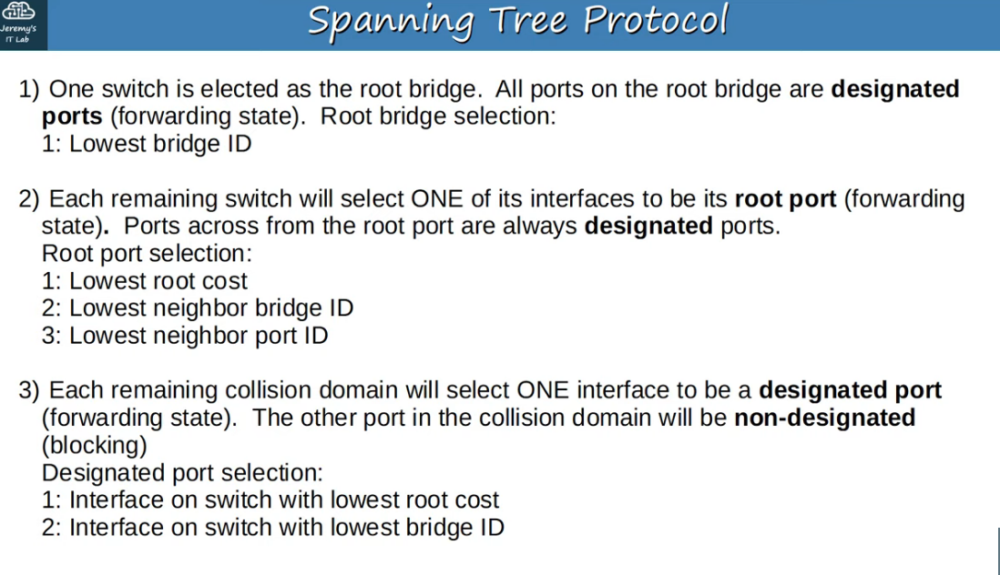 Jeremy's
IT Lab
Spanning Tree Protocol
1) One switch is elected as the root bridge.  All ports on the root bridge are designated
ports (forwarding state).  Root bridge selection:
1: Lowest bridge ID
2) Each remaining switch will select ONE of its interfaces to be its root port (forwarding
state).  Ports across from the root port are always designated ports.
Root port selection:
1: Lowest root cost
2: Lowest neighbor bridge ID
3: Lowest neighbor port ID
3) Each remaining collision domain will select ONE interface to be a designated port
(forwarding state).  The other port in the collision domain will be non-designated
(blocking)
Designated port selection:
1: Interface on switch with lowest root cost
2: Interface on switch with lowest bridge ID